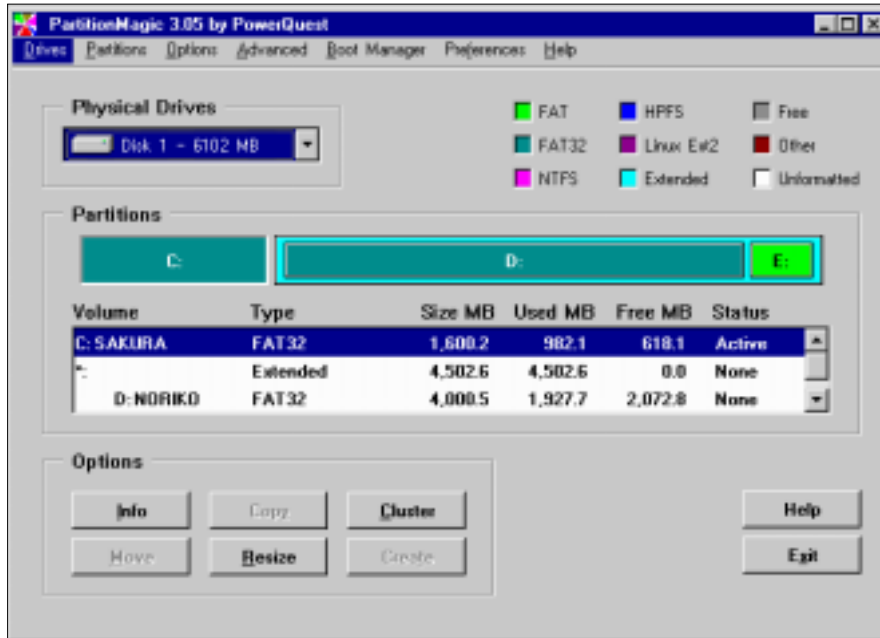 PartitionMagic 3.05 by PowerQuest
Drives Partitions Options Advanced Boot Manager Preferences Help
Physical Drives
Disk 1 - 6102 MB
FAT HPFS Free
FAT32 Linux Ext2 Other
NTFS Extended Unformatted
Partitions
C: D: E:
Volume Type Size MB Used MB Free MB Status
C: SAKURA FAT32 1,600.2 982.1 618.1 Active
*: Extended 4,502.6 4,502.6 0.0 None
D: NORIKO FAT32 4,000.5 1,927.7 2,072.8 None
Options
Info Copy Cluster Help
Move Resize Create Exit